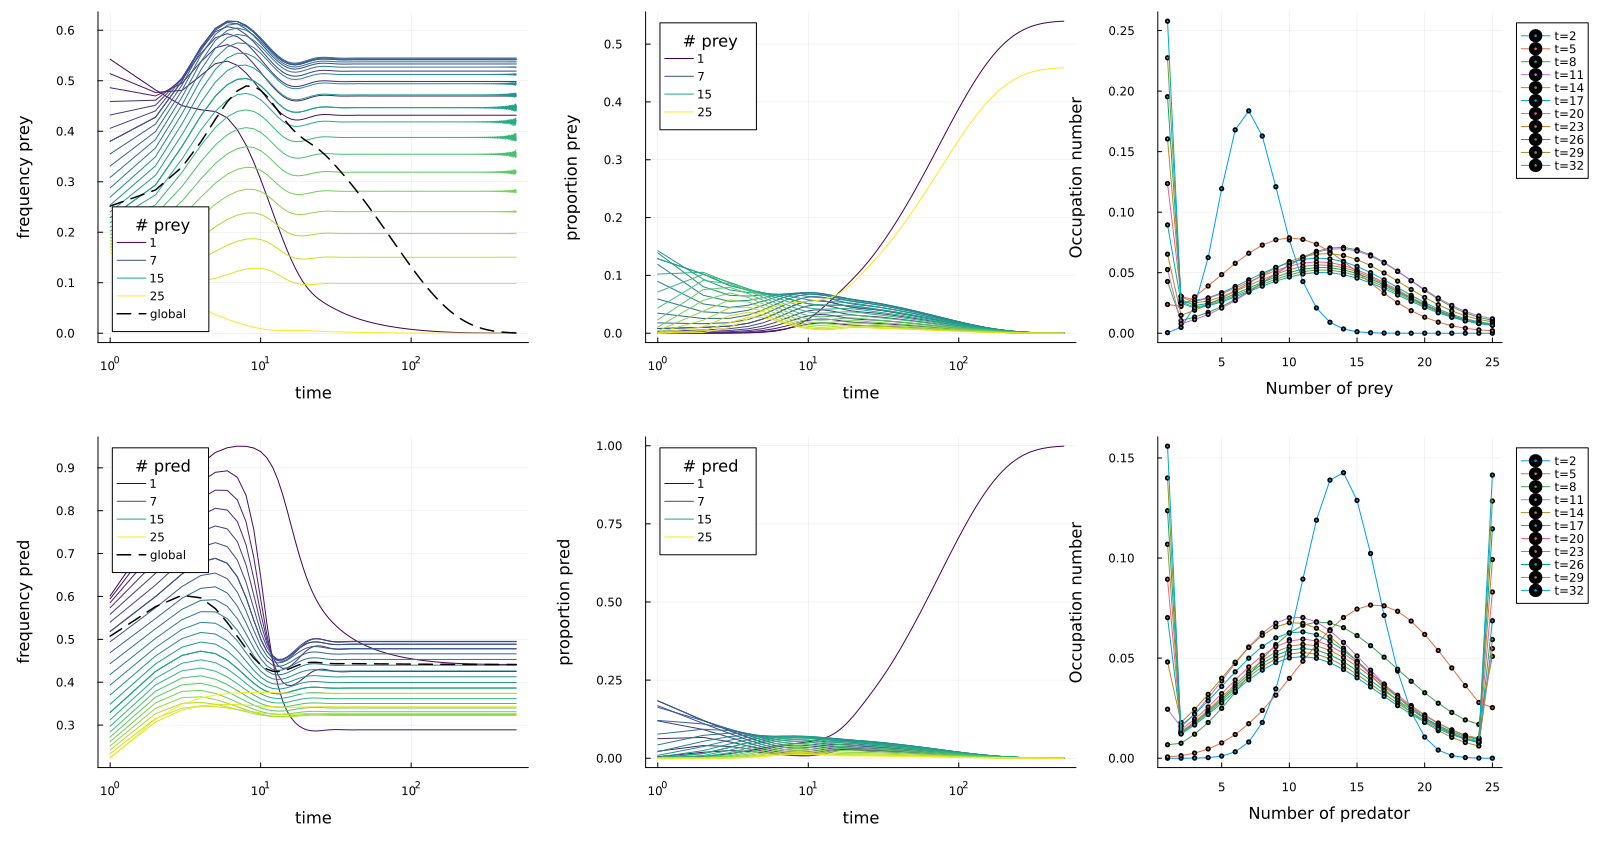 frequency prey
0.6
0.5
0.4
0.3
0.2
0.1
0.0
# prey
1
7
15
25
global
10⁰
10¹
10²
time
proportion prey
0.5
0.4
0.3
0.2
0.1
0.0
# prey
1
7
15
25
10⁰
10¹
10²
time
Occupation number
0.25
0.20
0.15
0.10
0.05
0.00
5
10
15
20
25
Number of prey
t=2
t=5
t=8
t=11
t=14
t=17
t=20
t=23
t=26
t=29
t=32
frequency pred
0.9
0.8
0.7
0.6
0.5
0.4
0.3
# pred
1
7
15
25
global
10⁰
10¹
10²
time
proportion pred
1.00
0.75
0.50
0.25
0.00
# pred
1
7
15
25
10⁰
10¹
10²
time
Occupation number
0.15
0.10
0.05
0.00
5
10
15
20
25
Number of predator
t=2
t=5
t=8
t=11
t=14
t=17
t=20
t=23
t=26
t=29
t=32